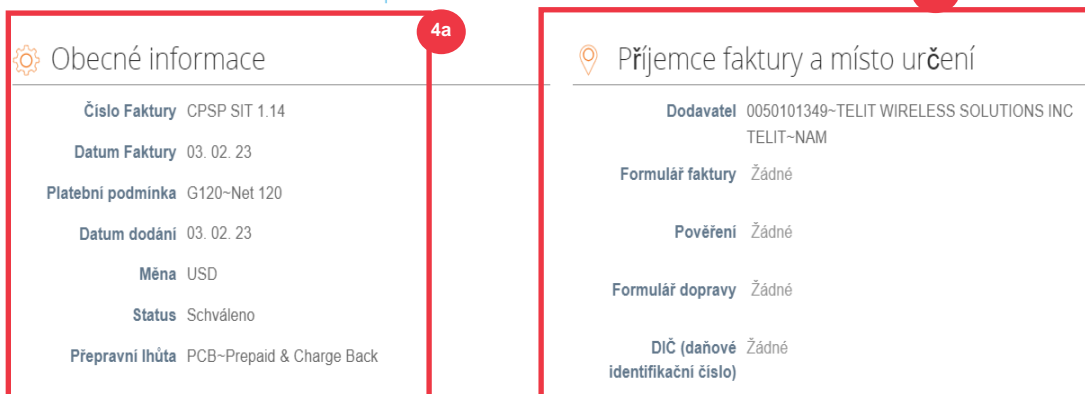 4a
Obecné informace
Číslo Faktury CPSP SIT 1.14
Datum Faktury 03. 02. 23
Platební podmínka G120~Net 120
Datum dodání 03. 02. 23
Měna USD
Status Schváleno
Přepravní lhůta PCB~Prepaid & Charge Back
Příjemce faktury a místo určení
Dodavatel 0050101349~TELIT WIRELESS SOLUTIONS INC
TELIT~NAM
Formulář faktury Žádné
Pověření Žádné
Formulář dopravy Žádné
DIČ (daňové Žádné
identifikační číslo)